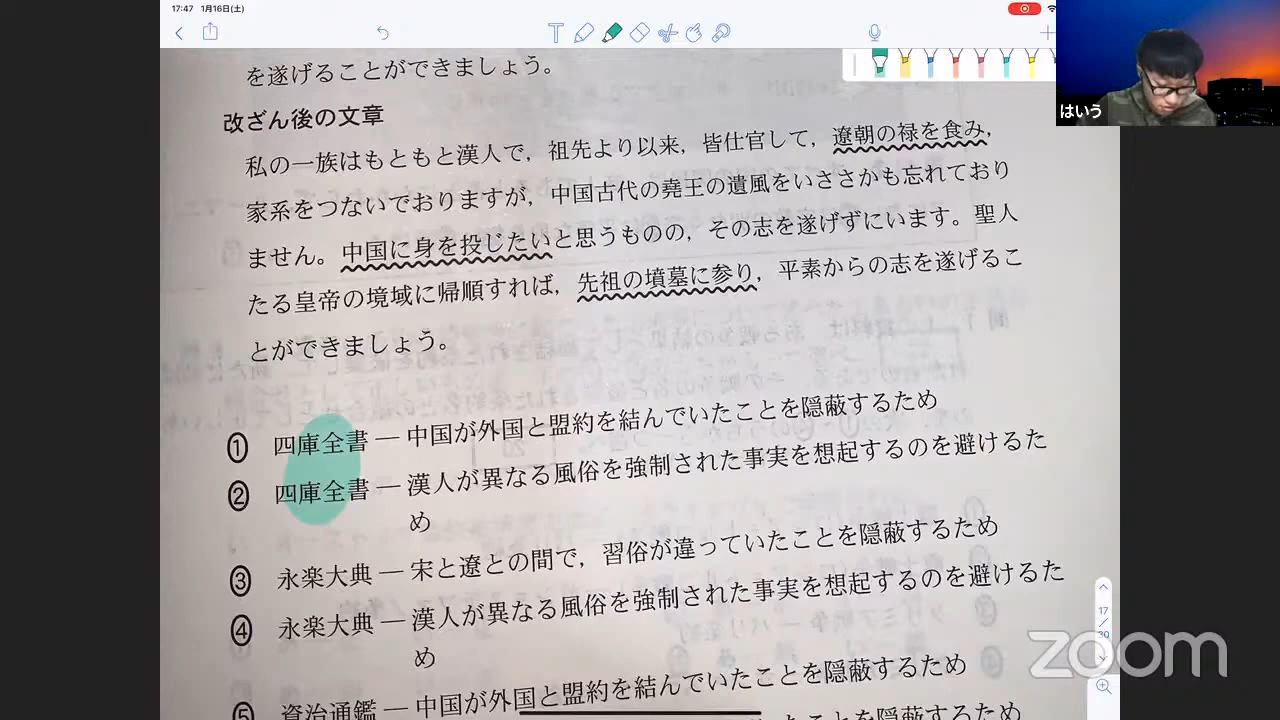 17:47 1月16日(土)
はいう
を遂げることができましょう。
改ざん後の文章
私の一族はもともと漢人で，祖先より以来，皆仕官して，遼朝の禄を食み，
家系をつないでおりますが，中国古代の堯王の遺風をいささかも忘れており
ません。中国に身を投じたいと思うものの，その志を遂げずにいます。聖人
たる皇帝の境域に帰順すれば，先祖の墳墓に参り，平素からの志を遂げるこ
とができましょう。
① 四庫全書 ― 中国が外国と盟約を結んでいたことを隠蔽するため
② 四庫全書 ― 漢人が異なる風俗を強制された事実を想起するのを避けるた
め
③ 永楽大典 ― 宋と遼との間で，習俗が違っていたことを隠蔽するため
④ 永楽大典 ― 漢人が異なる風俗を強制された事実を想起するのを避けるた
め
⑤ 資治通鑑 ― 中国が外国と盟約を結んでいたことを隠蔽するため
たことを隠蔽するため
17
/
30
zoom